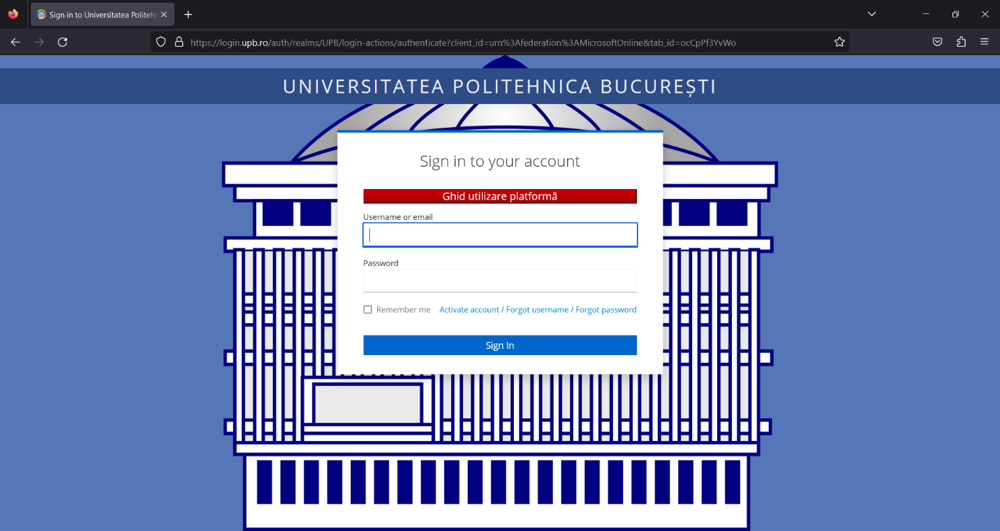 Sign in to Universitatea Politehn
https://login.upb.ro/auth/realms/UPB/login-actions/authenticate?client_id=urn%3Afederation%3AMicrosoftOnline&tab_id=ocCpPf3YvWo
UNIVERSITATEA POLITEHNICA BUCUREȘTI
Sign in to your account
Ghid utilizare platformă
Username or email
Password
Remember me Activate account / Forgot username / Forgot password
Sign In